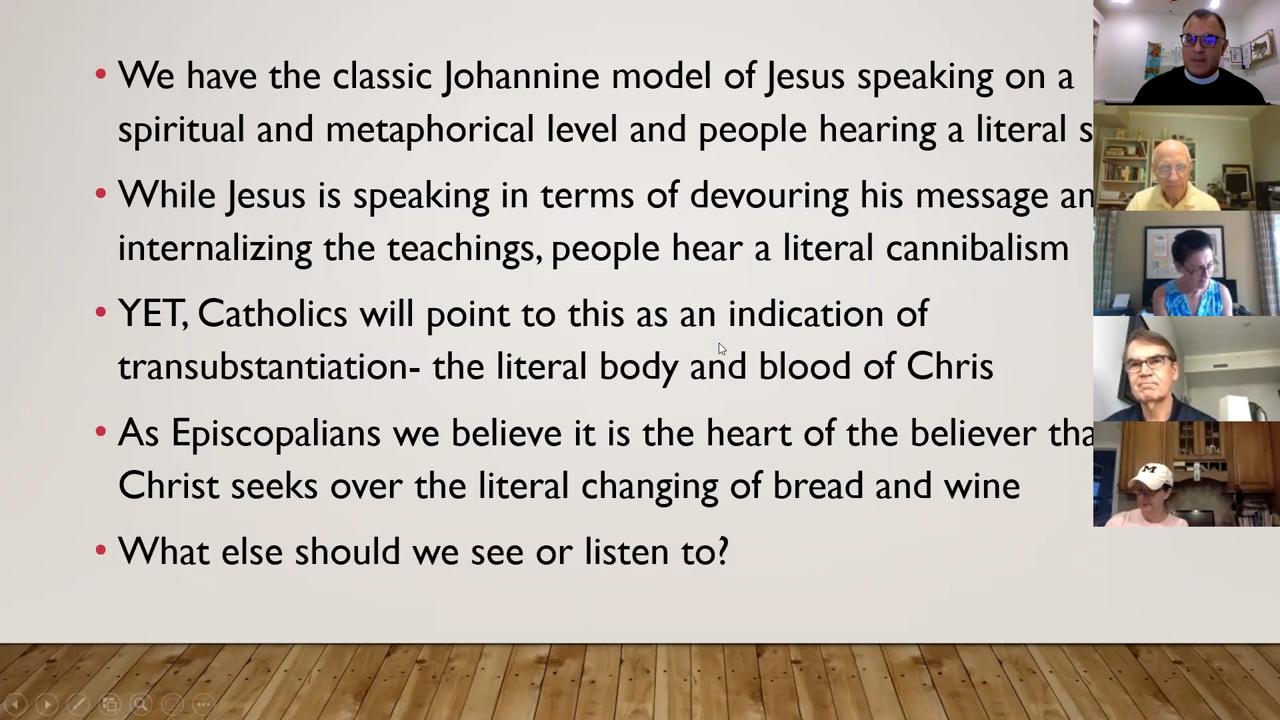 • We have the classic Johannine model of Jesus speaking on a
spiritual and metaphorical level and people hearing a literal s
• While Jesus is speaking in terms of devouring his message an
internalizing the teachings, people hear a literal cannibalism
• YET, Catholics will point to this as an indication of
transubstantiation- the literal body and blood of Chris
• As Episcopalians we believe it is the heart of the believer tha
Christ seeks over the literal changing of bread and wine
• What else should we see or listen to?
M